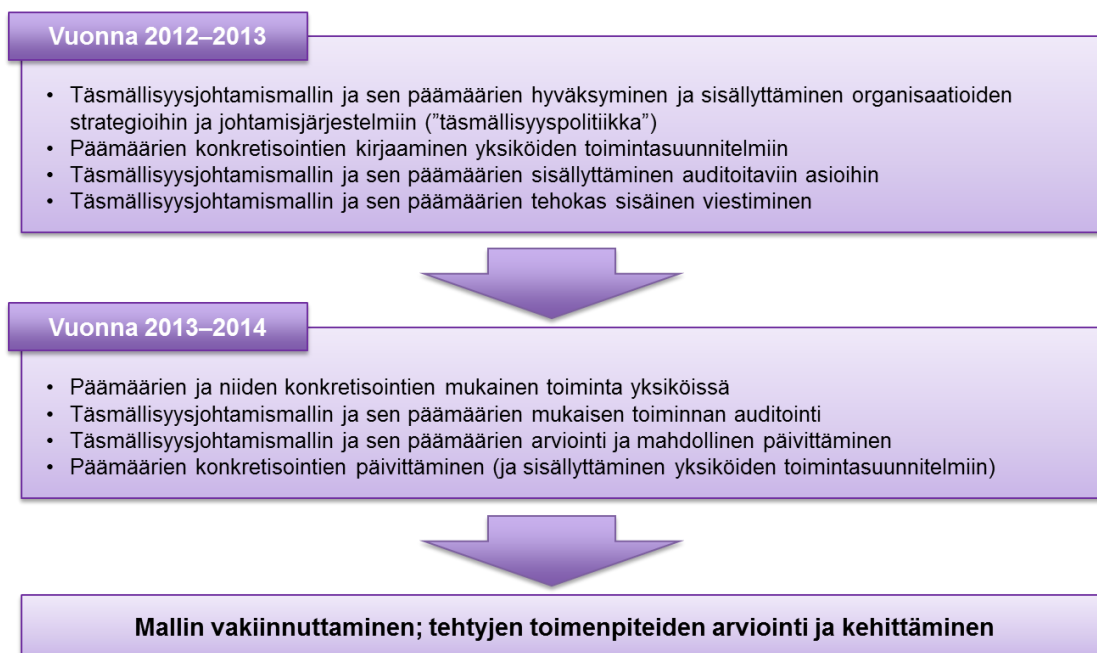 Vuonna 2012–2013
• Täsmällisyysjohtamismallin ja sen päämäärien hyväksyminen ja sisällyttäminen organisaatioiden
strategioihin ja johtamisjärjestelmiin (”täsmällisyyspolitiikka”)
• Päämäärien konkretisointien kirjaaminen yksiköiden toimintasuunnitelmiin
• Täsmällisyysjohtamismallin ja sen päämäärien sisällyttäminen auditoitaviin asioihin
• Täsmällisyysjohtamismallin ja sen päämäärien tehokas sisäinen viestiminen
Vuonna 2013–2014
• Päämäärien ja niiden konkretisointien mukainen toiminta yksiköissä
• Täsmällisyysjohtamismallin ja sen päämäärien mukaisen toiminnan auditointi
• Täsmällisyysjohtamismallin ja sen päämäärien arviointi ja mahdollinen päivittäminen
• Päämäärien konkretisointien päivittäminen (ja sisällyttäminen yksiköiden toimintasuunnitelmiin)
Mallin vakiinnuttaminen; tehtyjen toimenpiteiden arviointi ja kehittäminen